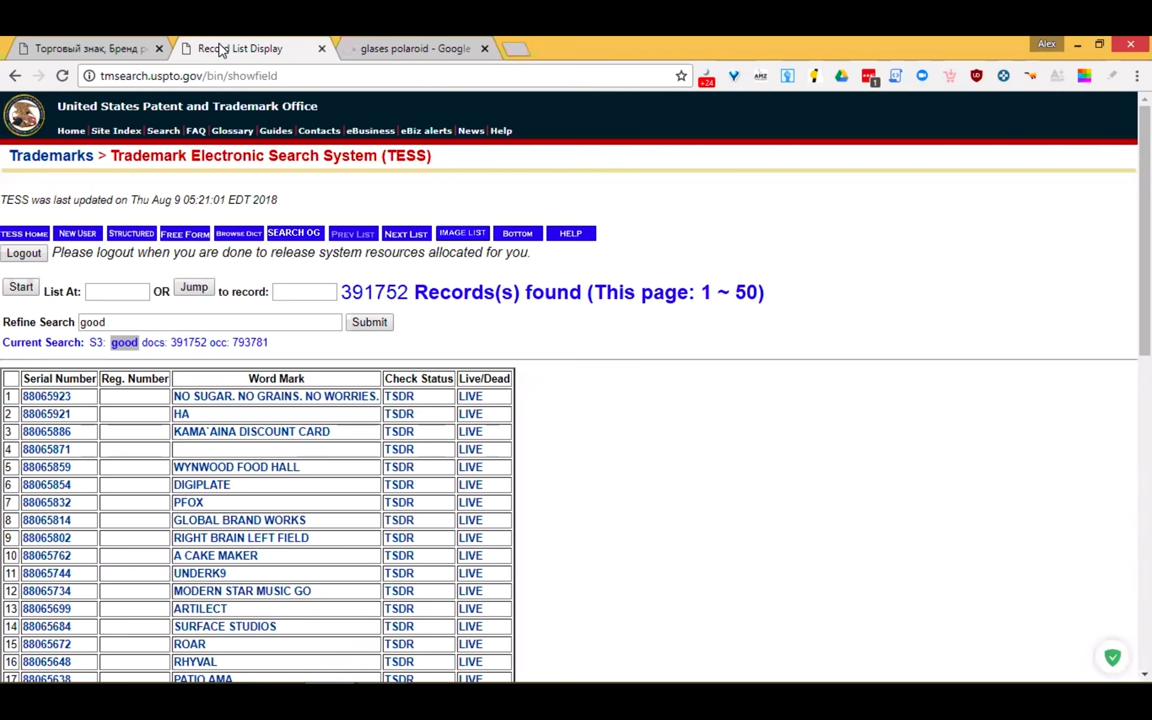 Торговый знак, Бренд р
Record List Display
glases polaroid - Google
Alex
tmsearch.uspto.gov/bin/showfield
+24
AMZ
1
United States Patent and Trademark Office
Home | Site Index | Search | FAQ | Glossary | Guides | Contacts | eBusiness | eBiz alerts | News | Help
Trademarks > Trademark Electronic Search System (TESS)
TESS was last updated on Thu Aug 9 05:21:01 EDT 2018
TESS HOME NEW USER STRUCTURED FREE FORM BROWSE DICT SEARCH OG PREV LIST NEXT LIST IMAGE LIST BOTTOM HELP
Logout Please logout when you are done to release system resources allocated for you.
Start List At: OR Jump to record: 391752 Records(s) found (This page: 1 ~ 50)
Refine Search good Submit
Current Search: S3: good docs: 391752 occ: 793781
Serial Number Reg. Number Word Mark Check Status Live/Dead
1 88065923 NO SUGAR. NO GRAINS. NO WORRIES. TSDR LIVE
2 88065921 HA TSDR LIVE
3 88065886 KAMA`AINA DISCOUNT CARD TSDR LIVE
4 88065871 TSDR LIVE
5 88065859 WYNWOOD FOOD HALL TSDR LIVE
6 88065854 DIGIPLATE TSDR LIVE
7 88065832 PFOX TSDR LIVE
8 88065814 GLOBAL BRAND WORKS TSDR LIVE
9 88065802 RIGHT BRAIN LEFT FIELD TSDR LIVE
10 88065762 A CAKE MAKER TSDR LIVE
11 88065744 UNDERK9 TSDR LIVE
12 88065734 MODERN STAR MUSIC GO TSDR LIVE
13 88065699 ARTILECT TSDR LIVE
14 88065684 SURFACE STUDIOS TSDR LIVE
15 88065672 ROAR TSDR LIVE
16 88065648 RHYVAL TSDR LIVE
17 88065638 PATIO AMA TSDR LIVE